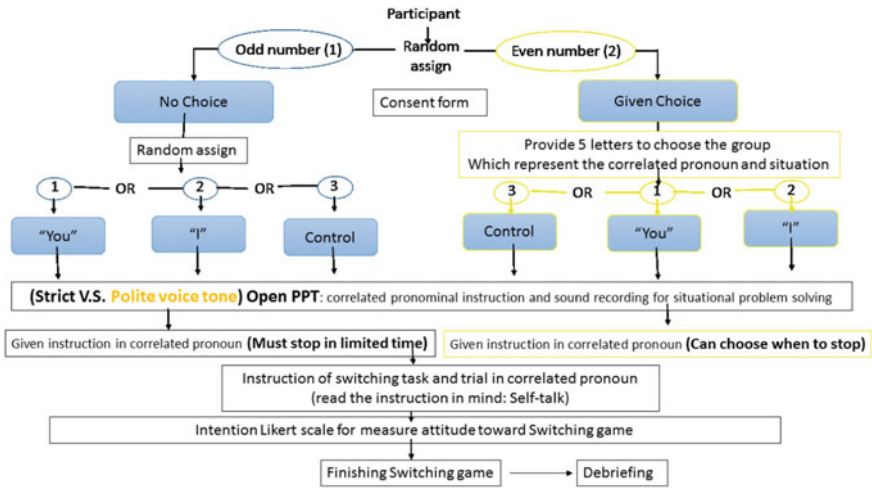 Participant
Odd number (1)
Random
assign
Even number (2)
No Choice
Consent form
Given Choice
Random assign
Provide 5 letters to choose the group
Which represent the correlated pronoun and situation
1 OR 2 OR 3
3 OR 1 OR 2
"You"
"I"
Control
Control
"You"
"I"
(Strict V.S. Polite voice tone) Open PPT: correlated pronominal instruction and sound recording for situational problem solving
Given instruction in correlated pronoun (Must stop in limited time)
Given instruction in correlated pronoun (Can choose when to stop)
Instruction of switching task and trial in correlated pronoun
(read the instruction in mind: Self-talk)
Intention Likert scale for measure attitude toward Switching game
Finishing Switching game
Debriefing